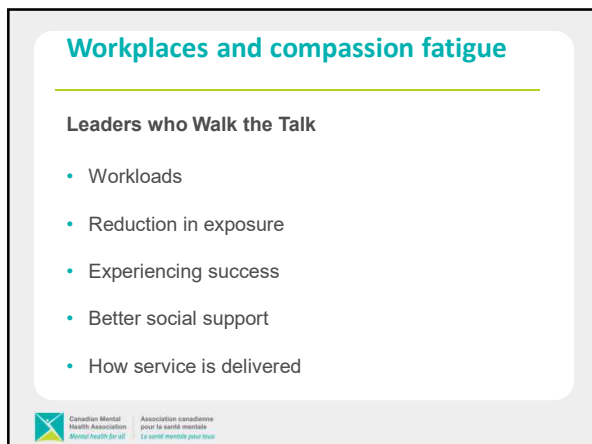 Workplaces and compassion fatigue
Leaders who Walk the Talk
• Workloads
• Reduction in exposure
• Experiencing success
• Better social support
• How service is delivered
Canadian Mental
Health Association
Mental health for all
Association canadienne
pour la santé mentale
La santé mentale pour tous